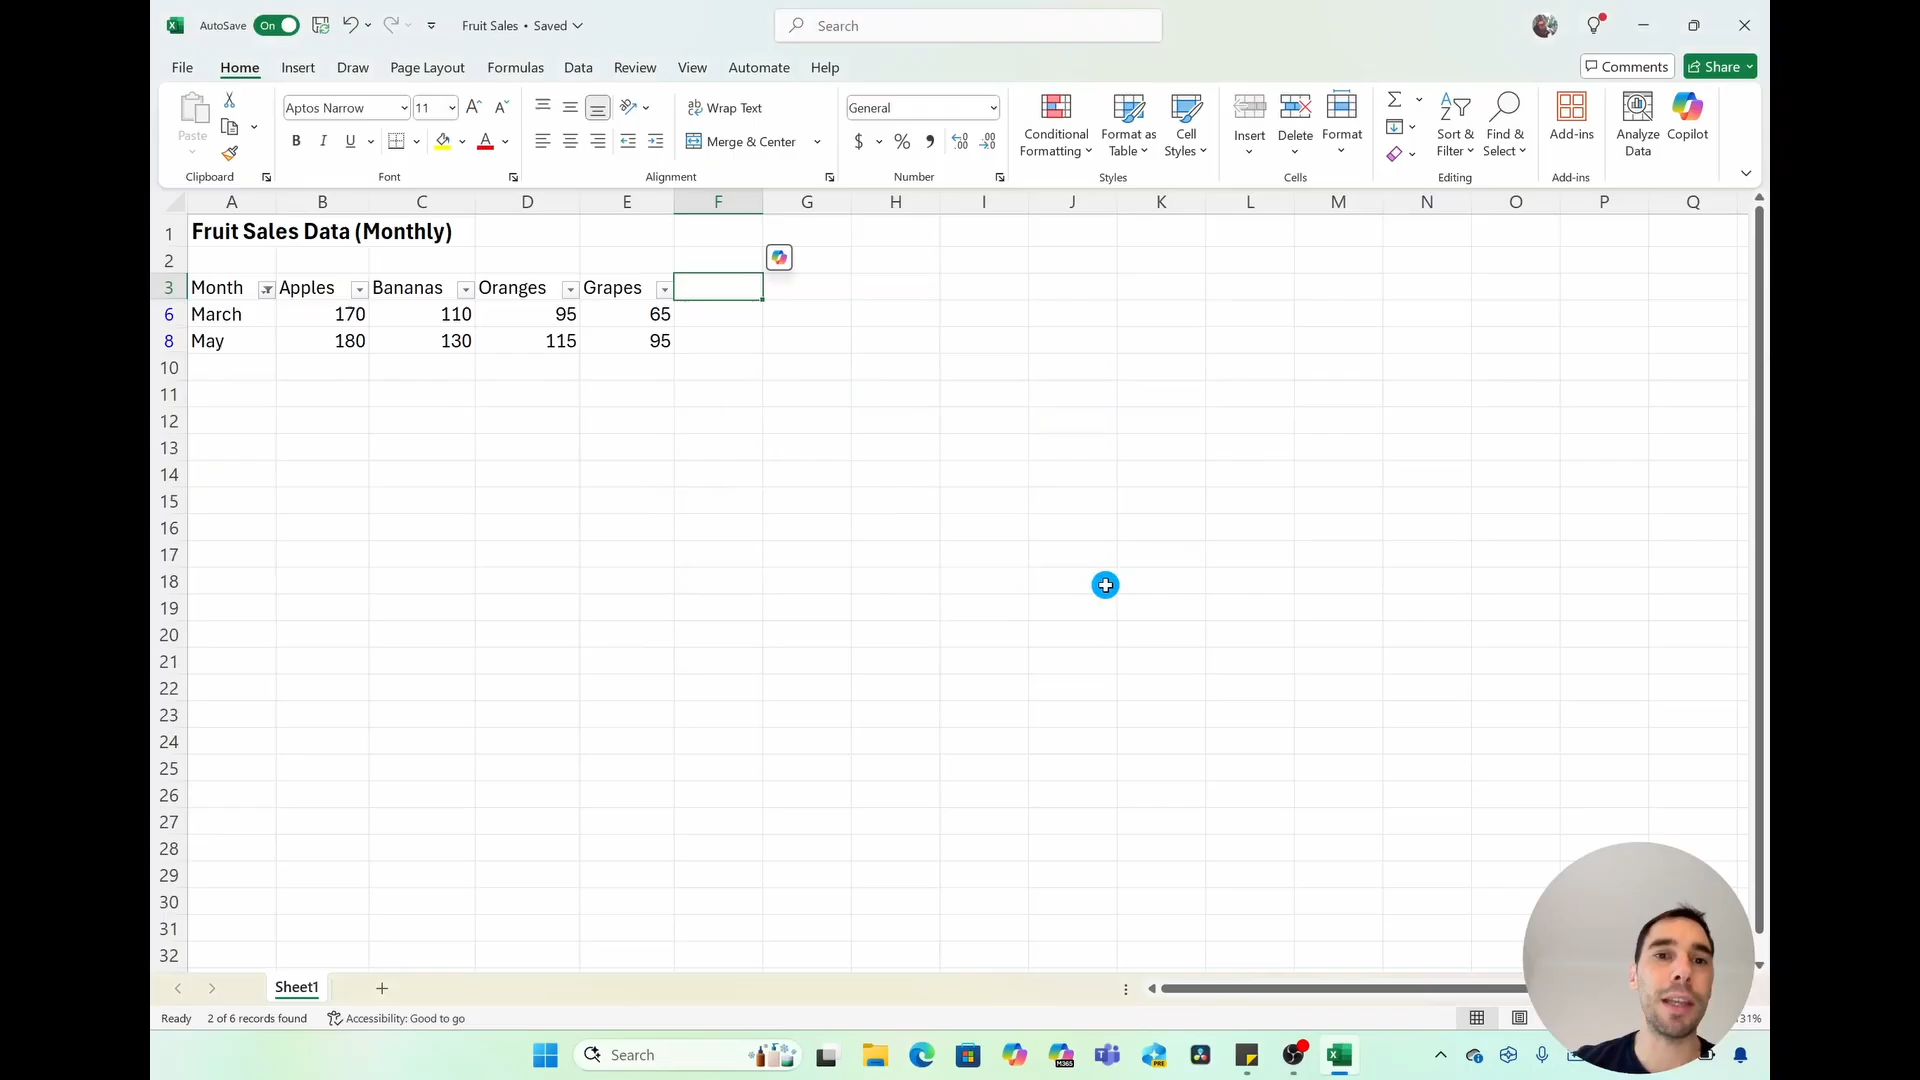 AutoSave On Fruit Sales • Saved Search
File Home Insert Draw Page Layout Formulas Data Review View Automate Help Comments Share
Paste Aptos Narrow 11 Wrap Text General Conditional Formatting Format as Table Cell Styles Insert Delete Format Sort & Filter Find & Select Add-ins Analyze Data Copilot
B I U Merge & Center $ %
Clipboard Font Alignment Number Styles Cells Editing Add-ins
A B C D E F G H I J K L M N O P Q
1 Fruit Sales Data (Monthly)
2
3 Month Apples Bananas Oranges Grapes
6 March 170 110 95 65
8 May 180 130 115 95
10
11
12
13
14
15
16
17
18
19
20
21
22
23
24
25
26
27
28
29
30
31
32
Sheet1
Ready 2 of 6 records found Accessibility: Good to go
Search